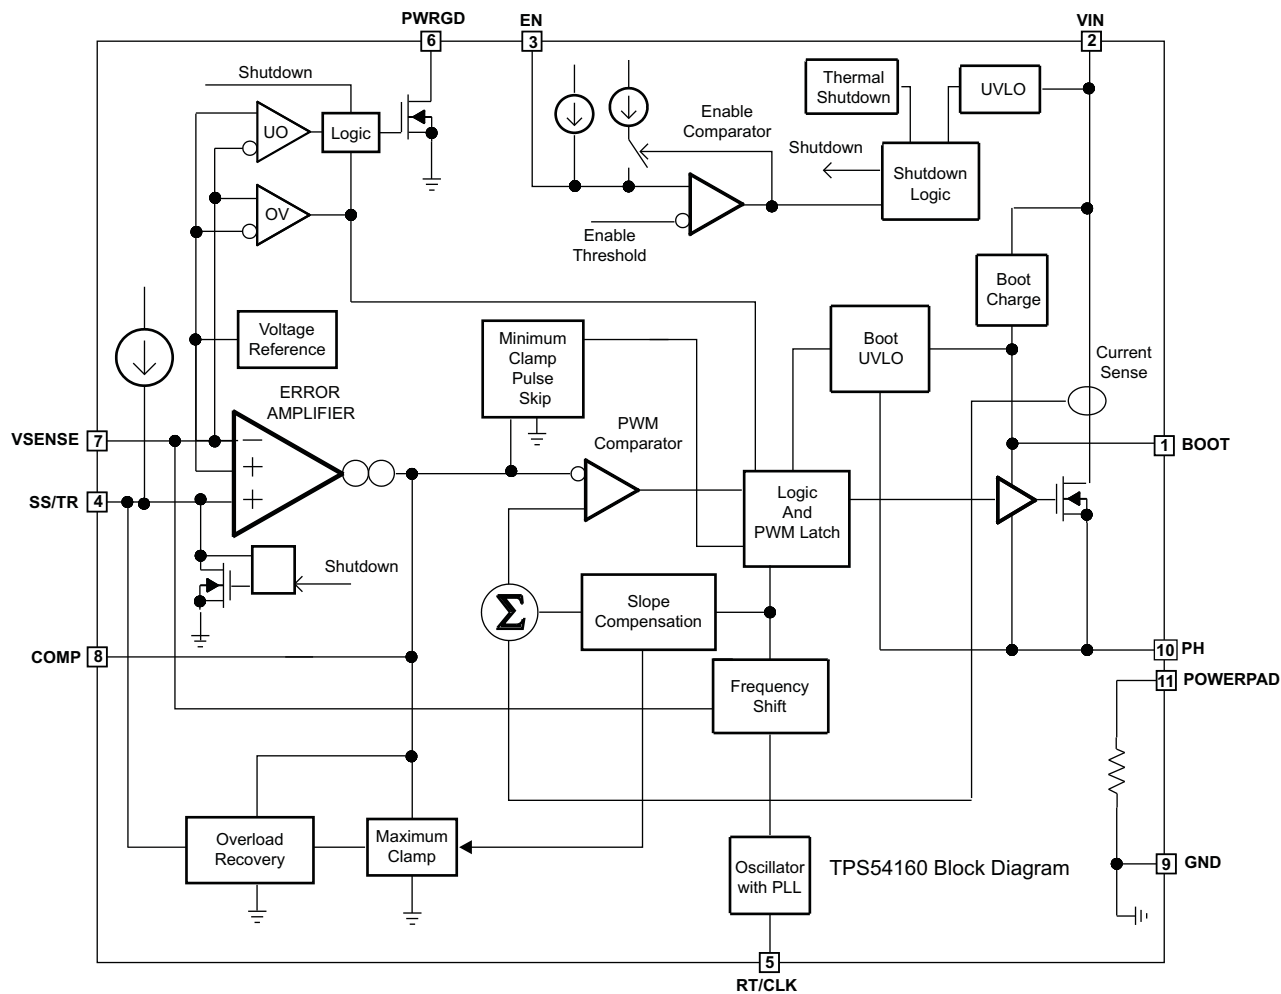 PWRGD
EN
VIN
6
3
2
Shutdown
Thermal
Shutdown
UVLO
UO
Logic
Enable
Comparator
Shutdown
Shutdown
Logic
OV
Enable
Threshold
Boot
Charge
Voltage
Reference
Minimum
Clamp
Pulse
Skip
Boot
UVLO
Current
Sense
ERROR
AMPLIFIER
PWM
Comparator
VSENSE
7
−
+
+
1
BOOT
SS/TR
4
Logic
And
PWM Latch
Shutdown
Σ
Slope
Compensation
COMP
8
10
PH
11
POWERPAD
Frequency
Shift
Overload
Recovery
Maximum
Clamp
Oscillator
with PLL
TPS54160 Block Diagram
9
GND
5
RT/CLK